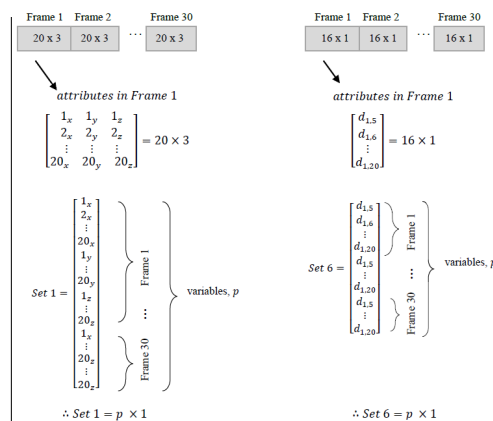 Frame 1 Frame 2 Frame 30
20 x 3 20 x 3 ... 20 x 3
attributes in Frame 1
1x 1y 1z
2x 2y 2z
⋮ ⋮ ⋮
20x 20y 20z
= 20 × 3
Set 1 =
1x
2x
⋮
20x
1y
⋮
20y
1z
⋮
20z
1x
⋮
20z
⋮
20z
Frame 1
...
Frame 30
variables, p
∴ Set 1 = p × 1
Frame 1 Frame 2 Frame 30
16 x 1 16 x 1 ... 16 x 1
attributes in Frame 1
d1,5
d1,6
⋮
d1,20
= 16 × 1
Set 6 =
d1,5
d1,6
⋮
d1,20
d1,5
⋮
d1,20
d1,5
⋮
d1,20
Frame 1
...
Frame 30
variables, p
∴ Set 6 = p × 1